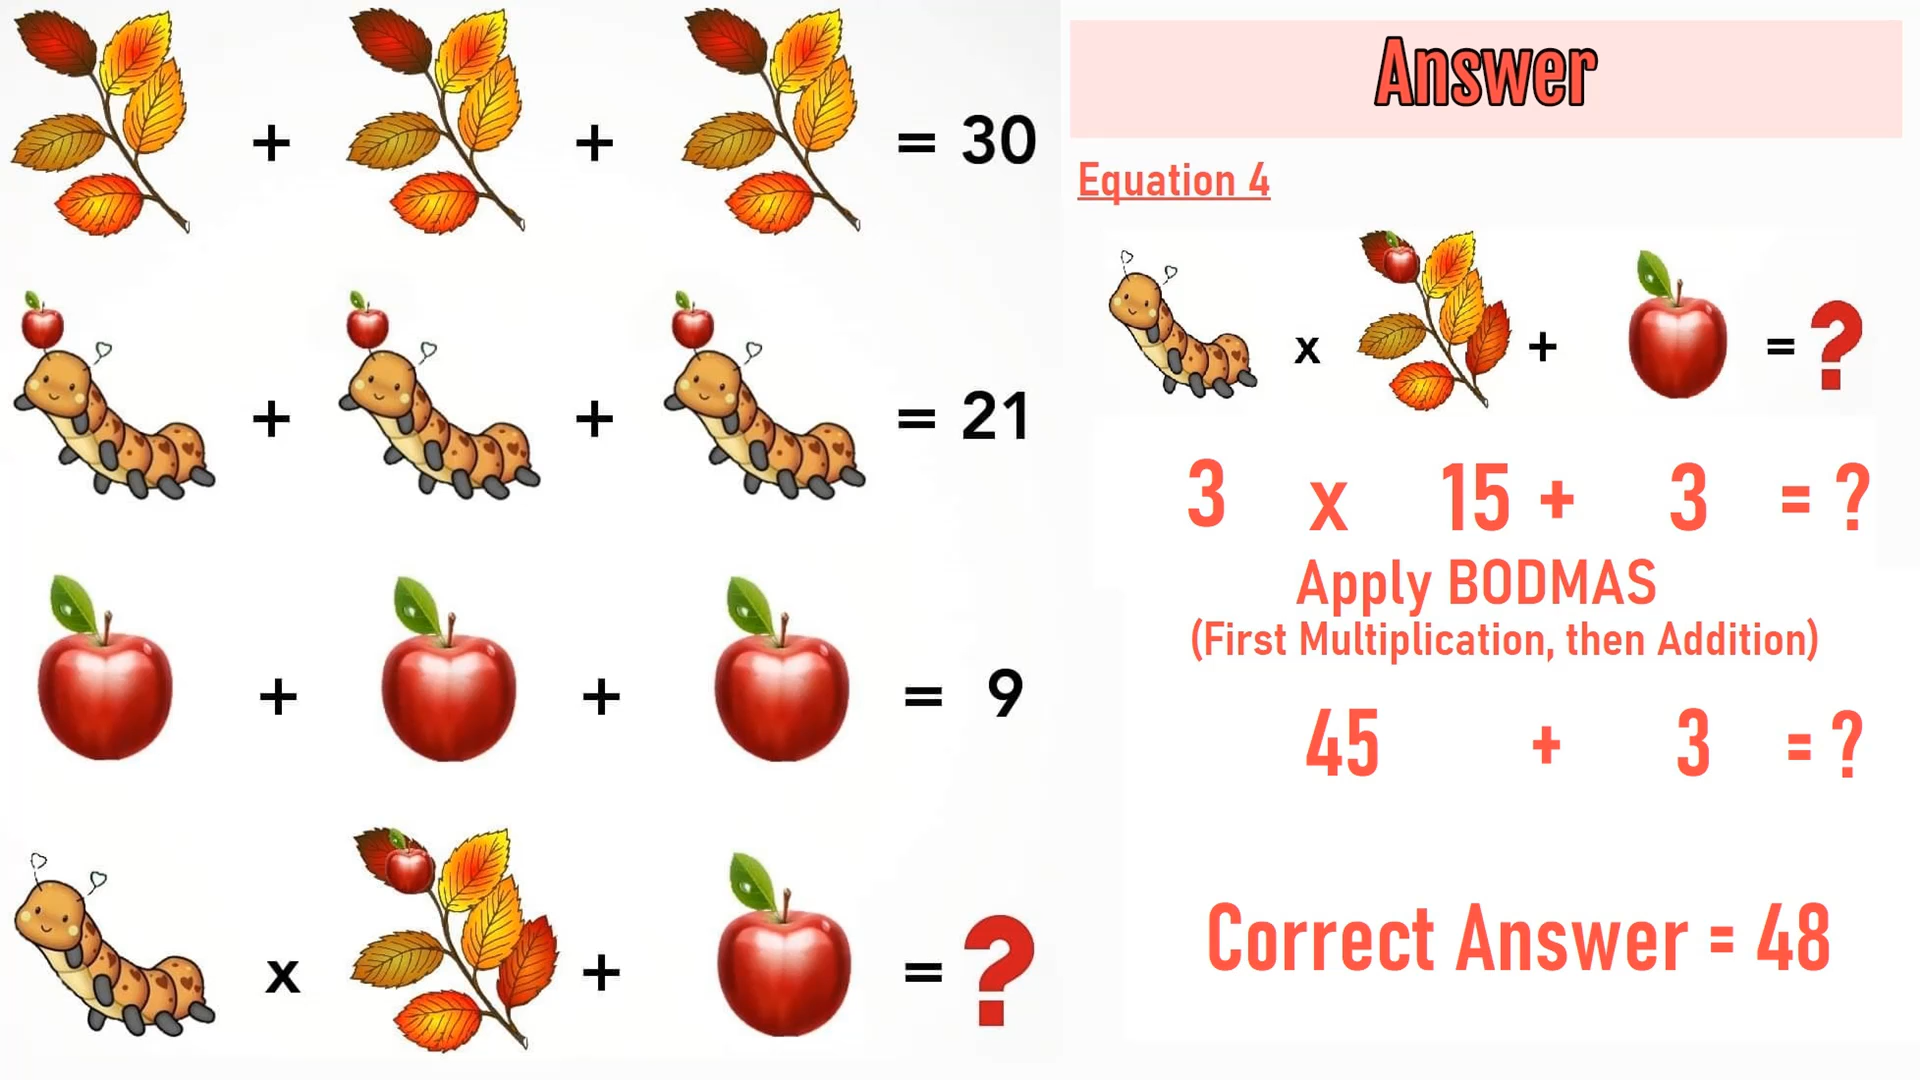 + + = 30
+ + = 21
+ + = 9
x + = ?
Answer
Equation 4
x + = ?
3 x 15 + 3 = ?
Apply BODMAS
(First Multiplication, then Addition)
45 + 3 = ?
Correct Answer = 48